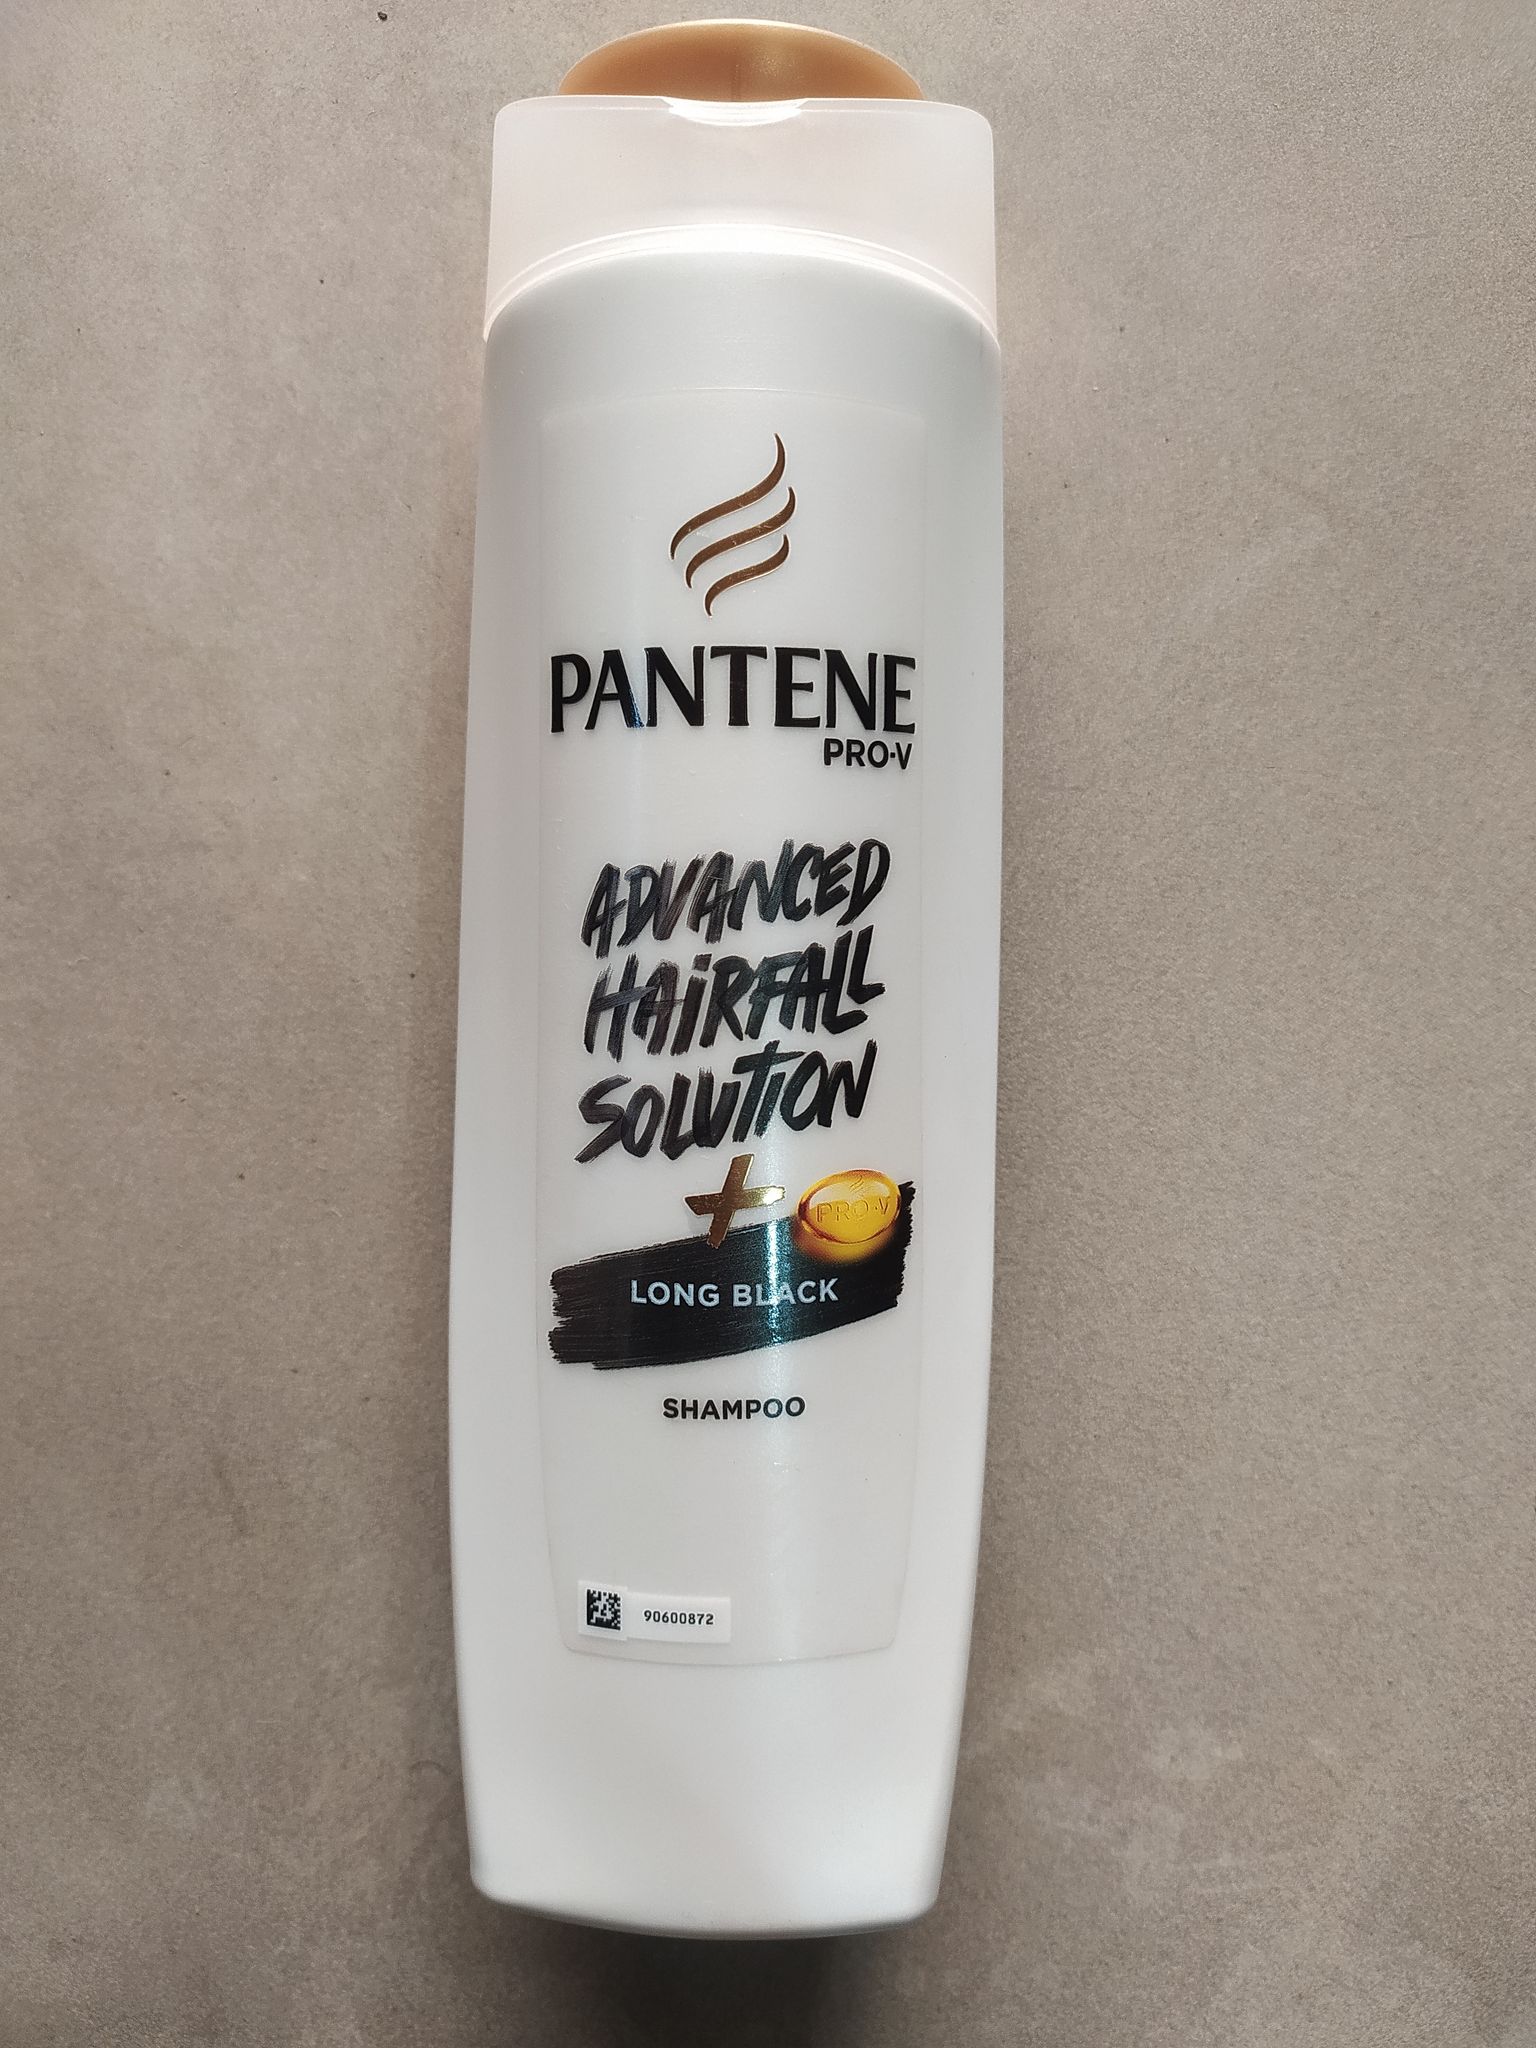 PANTENE
PRO-V
ADVANCED
HAIRFALL
SOLUTION
+
PRO-V
LONG BLACK
SHAMPOO
90600872